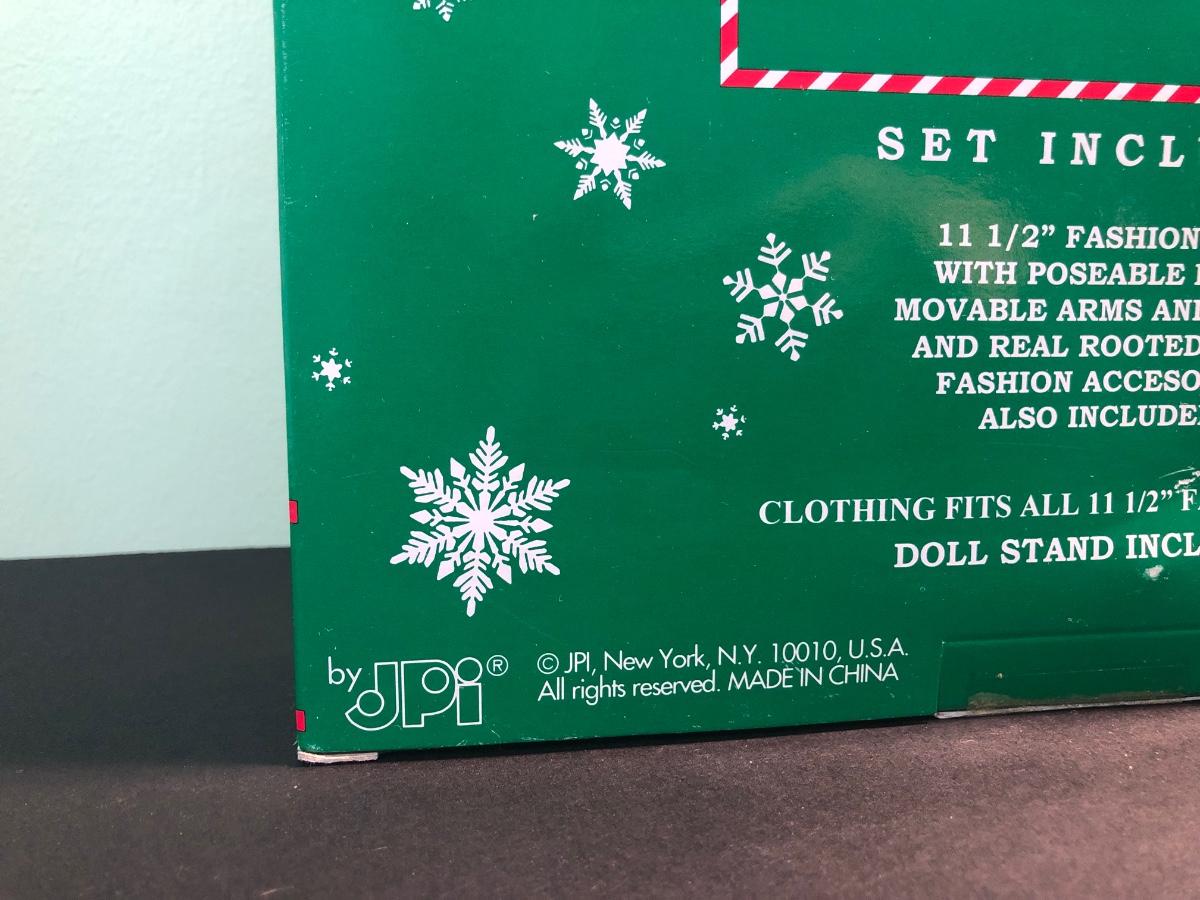 SET INCL
11 1/2" FASHION
WITH POSEABLE
MOVABLE ARMS AND
AND REAL ROOTED
FASHION ACCESO
ALSO INCLUDE
CLOTHING FITS ALL 11 1/2" FA
DOLL STAND INCL
by JPi®
© JPI, New York, N.Y. 10010, U.S.A.
All rights reserved. MADE IN CHINA